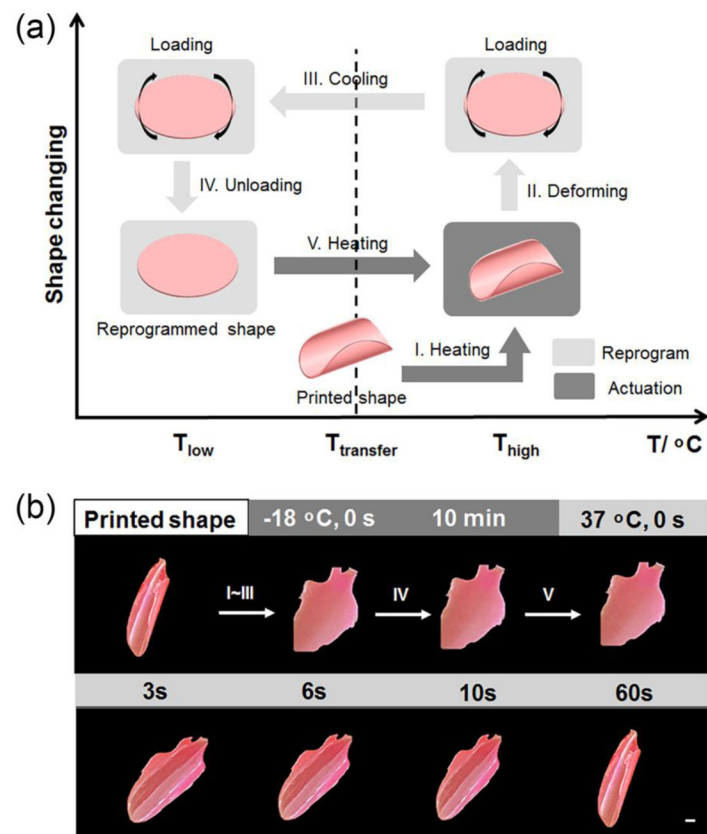 (a)
Shape changing
Loading
Loading
III. Cooling
IV. Unloading
II. Deforming
V. Heating
Reprogrammed shape
I. Heating
Printed shape
Reprogram
Actuation
T_low
T_transfer
T_high
T/ °C
(b)
Printed shape
-18 °C, 0 s
10 min
37 °C, 0 s
I~III
IV
V
3s
6s
10s
60s